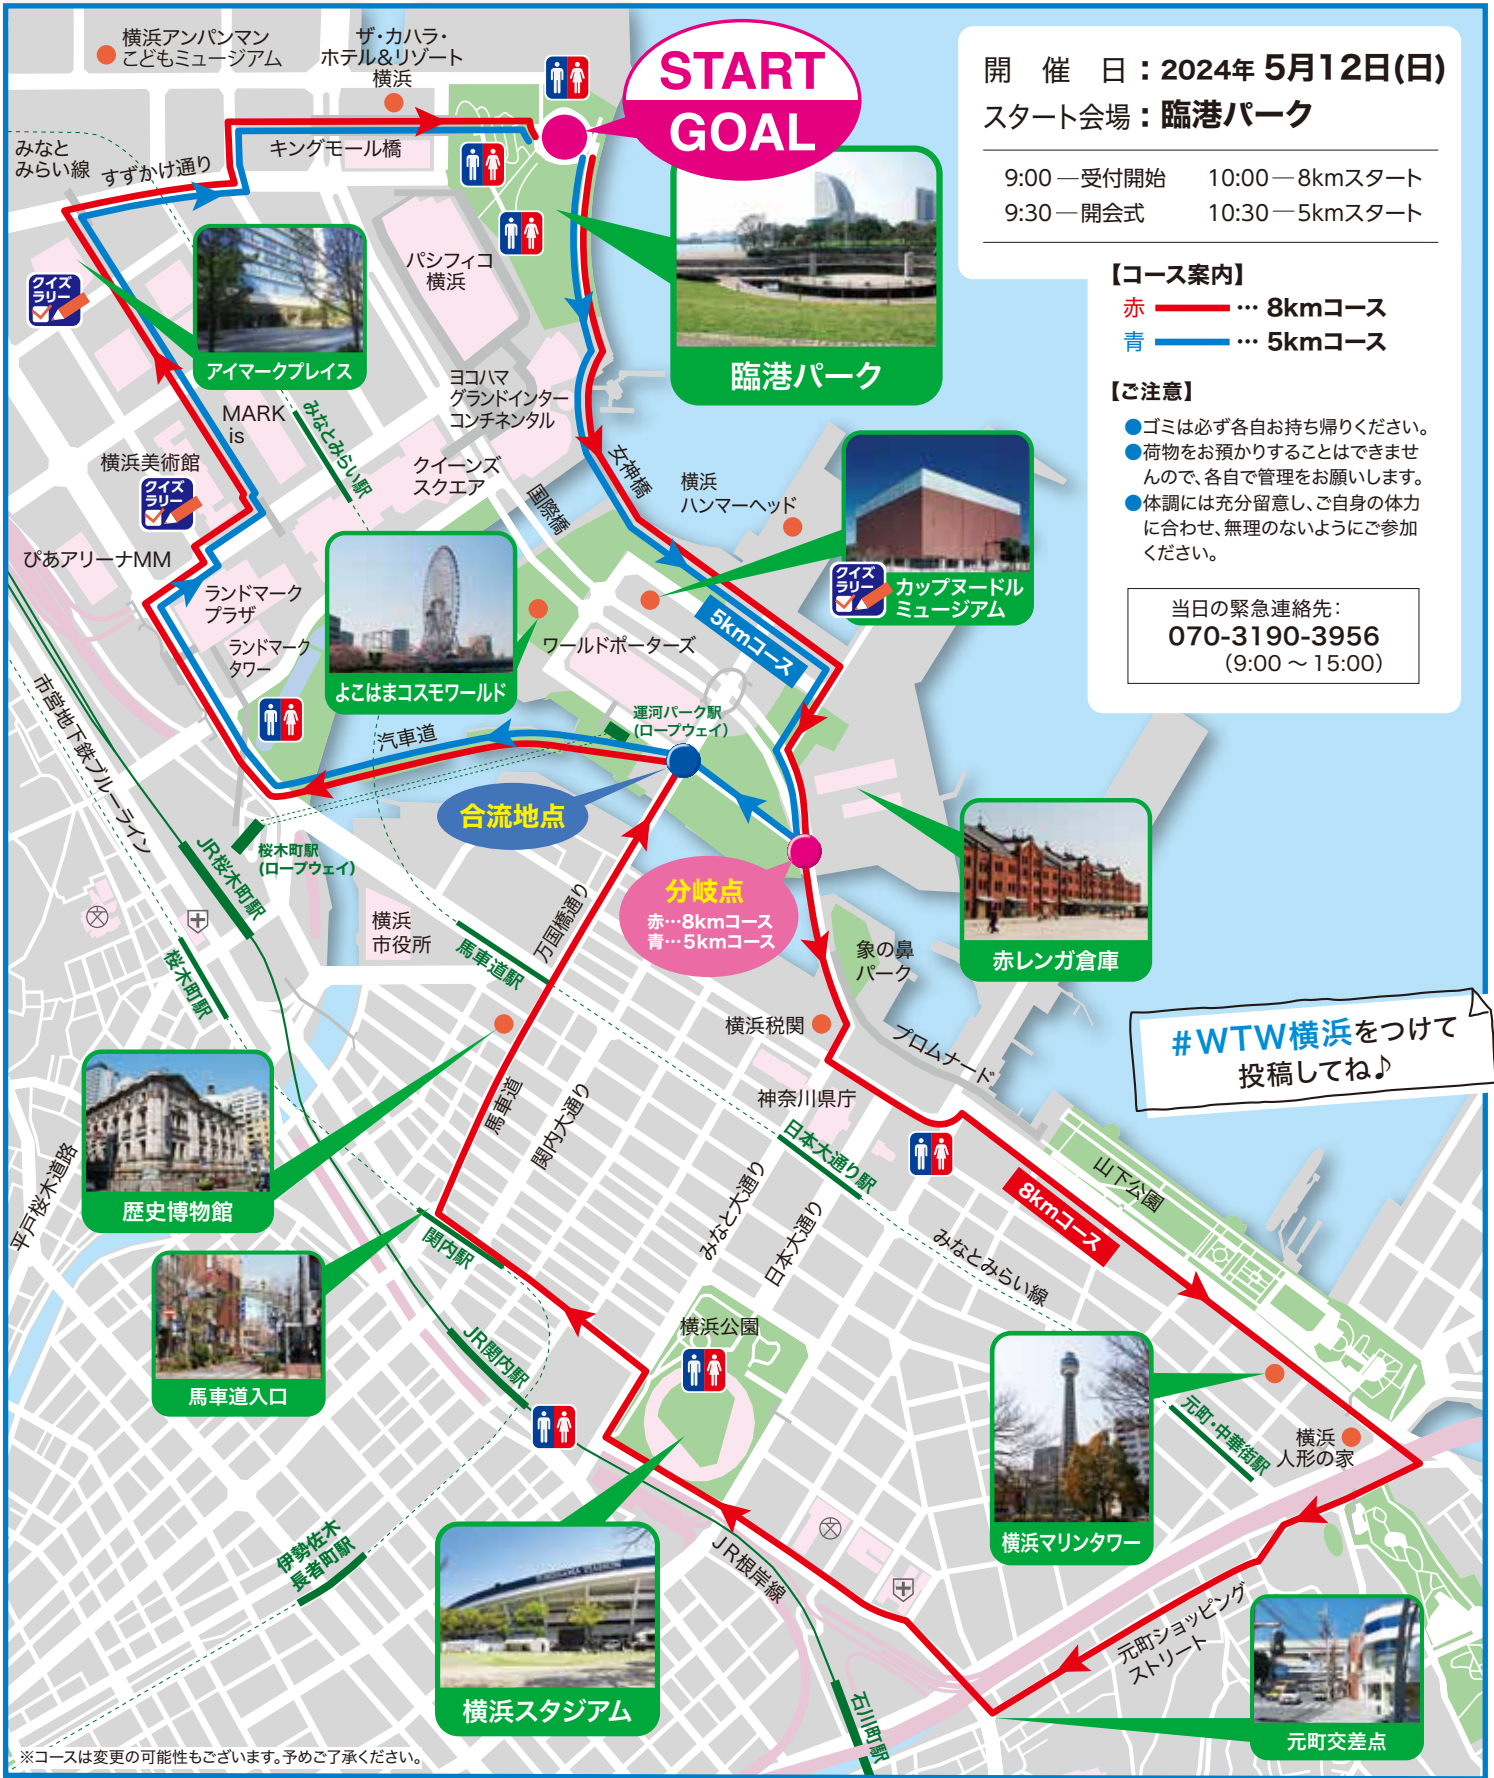 横浜アンパンマン
こどもミュージアム
ザ・カハラ・
ホテル&リゾート
横浜
START
GOAL
開 催 日:2024年 5月12日(日)
スタート会場:臨港パーク
9:00―受付開始
10:00―8kmスタート
9:30―開会式
10:30―5kmスタート
【コース案内】
赤 … 8kmコース
青 … 5kmコース
【ご注意】
●ゴミは必ず各自お持ち帰りください。
●荷物をお預かりすることはできませ
んので、各自で管理をお願いします。
●体調には充分留意し、ご自身の体力
に合わせ、無理のないようにご参加
ください。
当日の緊急連絡先:
070-3190-3956
(9:00 〜 15:00)
みなと
みらい線
すずかけ通り
キングモール橋
パシフィコ
横浜
臨港パーク
クイズ
ラリー
アイマークプレイス
MARK
is
みなとみらい駅
ヨコハマ
グランドインター
コンチネンタル
横浜美術館
クイズ
ラリー
クイーンズ
スクエア
国際橋
女神橋
横浜
ハンマーヘッド
クイズ
ラリー
カップヌードル
ミュージアム
ぴあアリーナMM
ランドマーク
プラザ
ランドマーク
タワー
よこはまコスモワールド
ワールドポーターズ
5kmコース
運河パーク駅
(ロープウェイ)
汽車道
合流地点
市営地下鉄ブルーライン
JR桜木町駅
桜木町駅
(ロープウェイ)
桜木町駅
横浜
市役所
馬車道駅
万国橋通り
分岐点
赤…8kmコース
青…5kmコース
赤レンガ倉庫
象の鼻
パーク
横浜税関
プロムナード
#WTW横浜をつけて
投稿してね♪
神奈川県庁
馬車道
関内大通り
日本大通り駅
みなと大通り
日本大通り
山下公園
8kmコース
みなとみらい線
平戸桜木道路
歴史博物館
関内駅
馬車道入口
JR関内駅
横浜公園
横浜マリンタワー
元町・中華街駅
横浜
人形の家
伊勢佐木
長者町駅
横浜スタジアム
JR根岸線
石川町駅
元町ショッピング
ストリート
元町交差点
※コースは変更の可能性もございます。予めご了承ください。